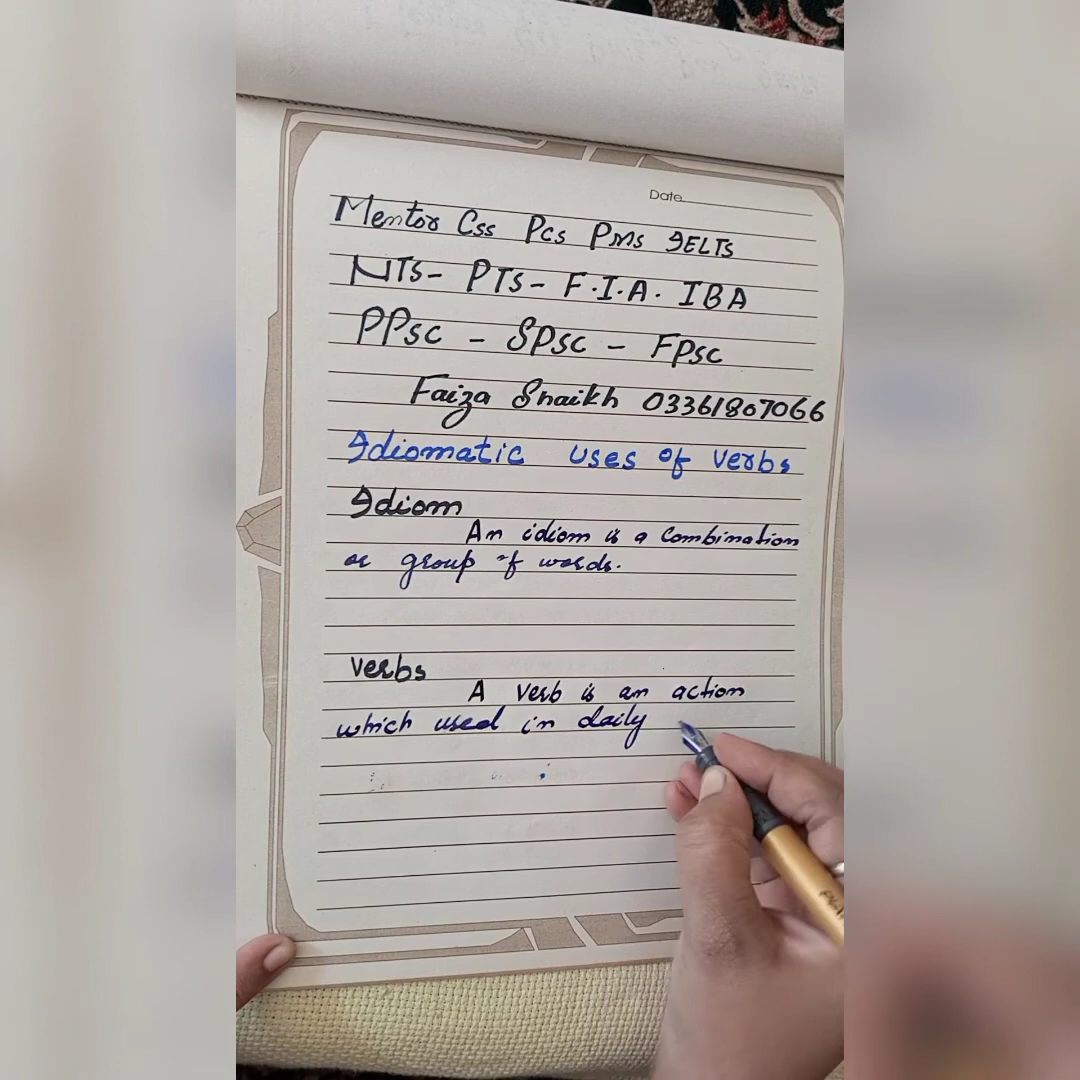 Date
Mentor Css Pcs Pms IELTS
NTS- PTS- F.I.A. IBA
PPsc - SPsc - FPsc
Faiza Shaikh 03361807066
Idiomatic uses of verbs
Idiom
An idiom is a combination
or group of words.
verbs
A verb is an action
which used in daily